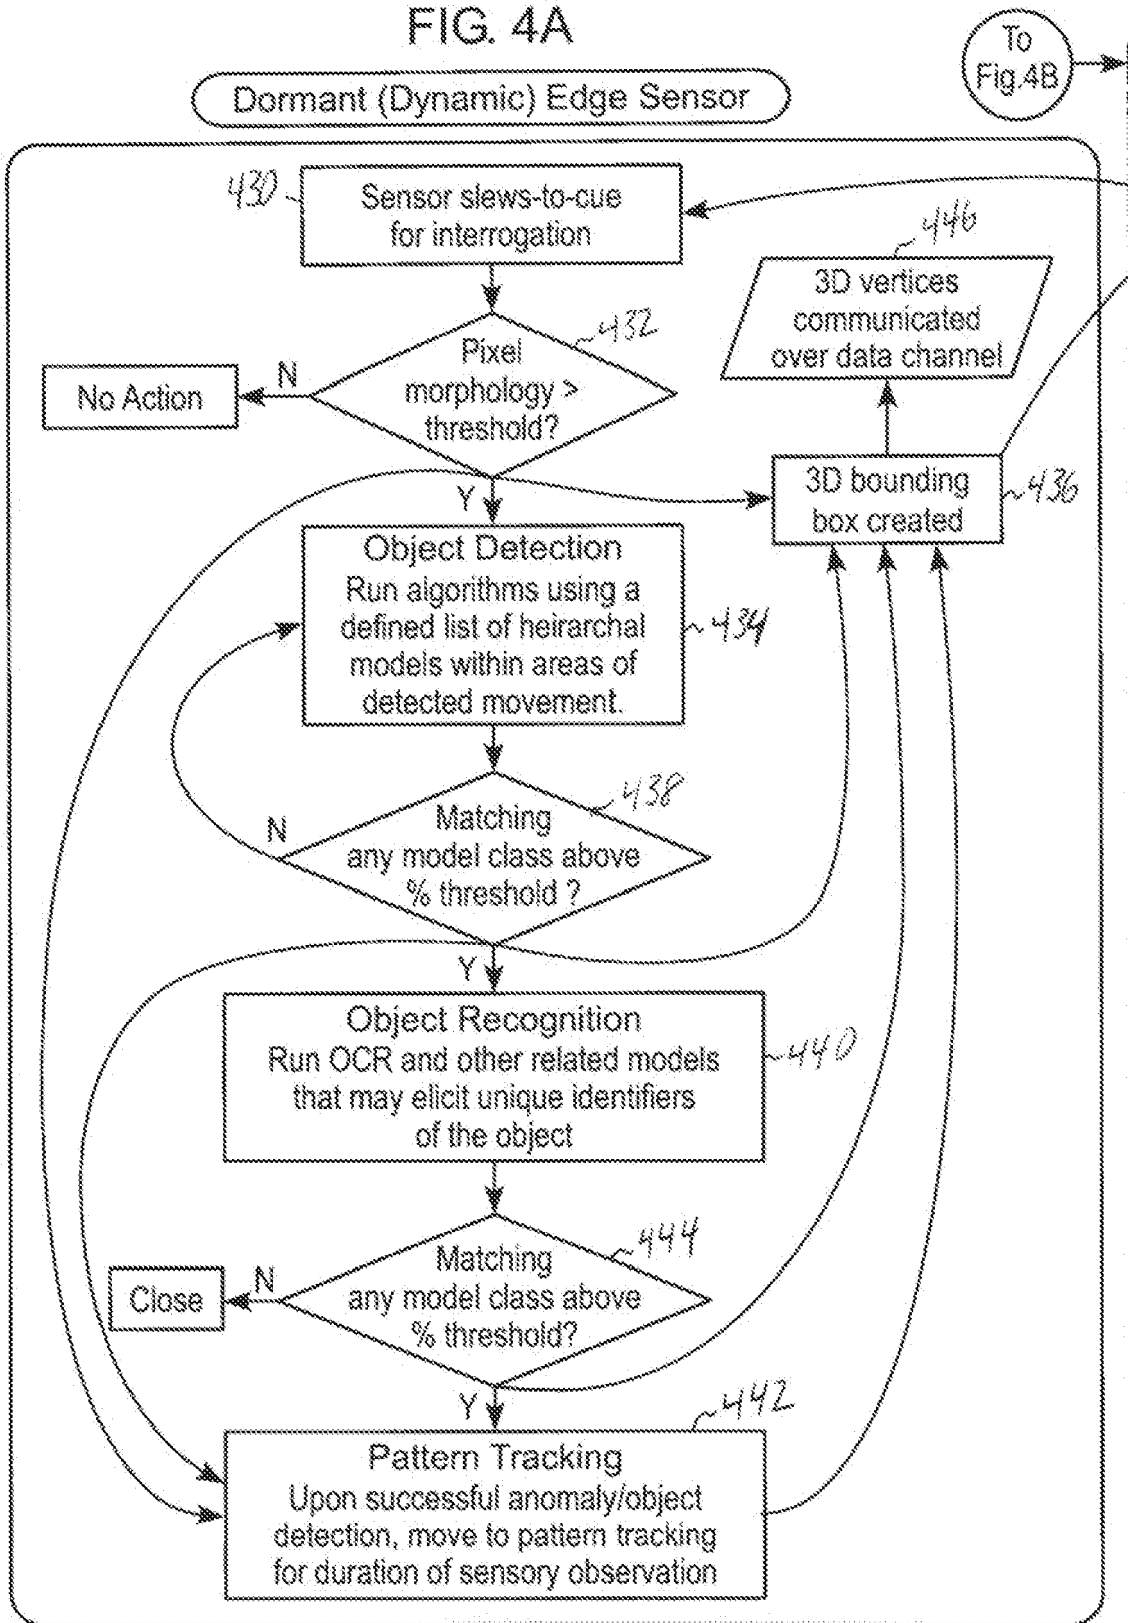 FIG. 4A
To
Fig.4B
Dormant (Dynamic) Edge Sensor
430
Sensor slews-to-cue
for interrogation
446
3D vertices
communicated
over data channel
432
Pixel
morphology >
threshold?
N
No Action
Y
3D bounding
box created
436
Object Detection
Run algorithms using a
defined list of heirarchal
models within areas of
detected movement.
434
438
Matching
any model class above
% threshold ?
N
Y
Object Recognition
Run OCR and other related models
that may elicit unique identifiers
of the object
440
444
Matching
any model class above
% threshold?
N
Close
Y
442
Pattern Tracking
Upon successful anomaly/object
detection, move to pattern tracking
for duration of sensory observation